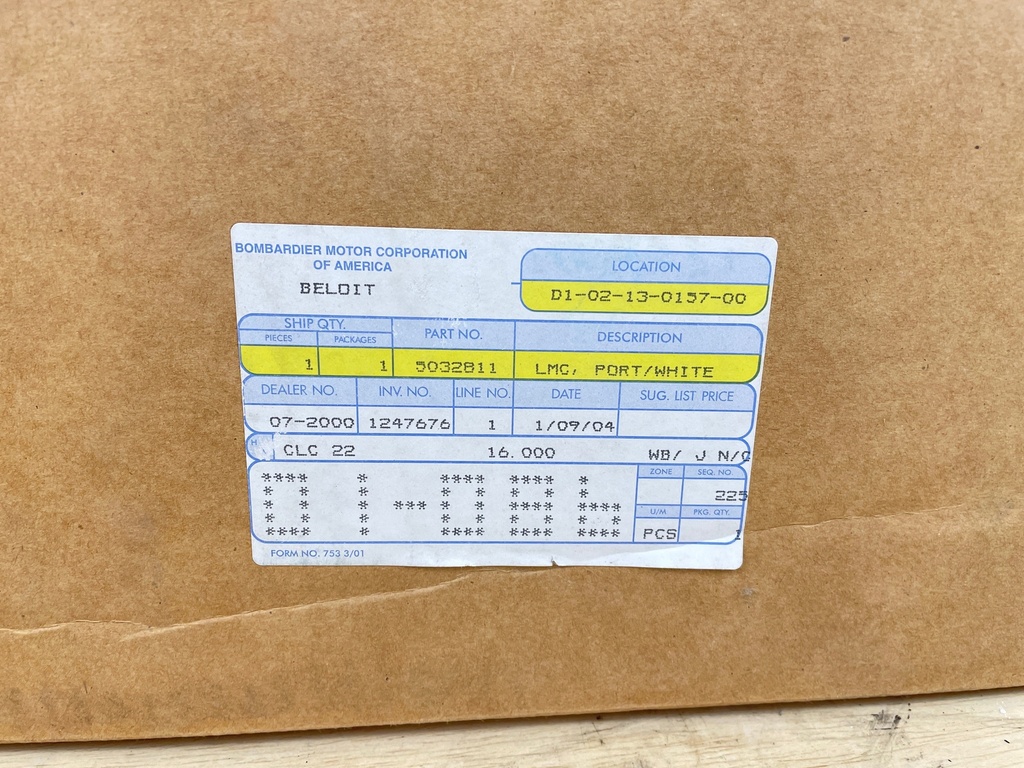 BOMBARDIER MOTOR CORPORATION
OF AMERICA
BELOIT
LOCATION
D1-02-13-0157-00
SHIP QTY. PART NO. DESCRIPTION
PIECES PACKAGES
1 1 5032811 LMC, PORT/WHITE
DEALER NO. INV. NO. LINE NO. DATE SUG. LIST PRICE
07-2000 1247676 1 1/09/04
H CLC 22 16.000 WB/ J N/C
ZONE SEQ. NO.
225
U/M PKG. QTY.
PCS 1
01-086
FORM NO. 753 3/01